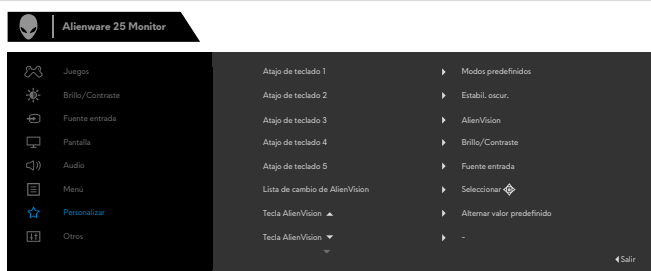 Alienware 25 Monitor
Juegos
Atajo de teclado 1
Modos predefinidos
Brillo/Contraste
Atajo de teclado 2
Estabil. oscur.
Fuente entrada
Atajo de teclado 3
AlienVision
Pantalla
Atajo de teclado 4
Brillo/Contraste
Audio
Atajo de teclado 5
Fuente entrada
Menú
Lista de cambio de AlienVision
Seleccionar
Personalizar
Tecla AlienVision
Alternar valor predefinido
Otros
Tecla AlienVision
-
Salir